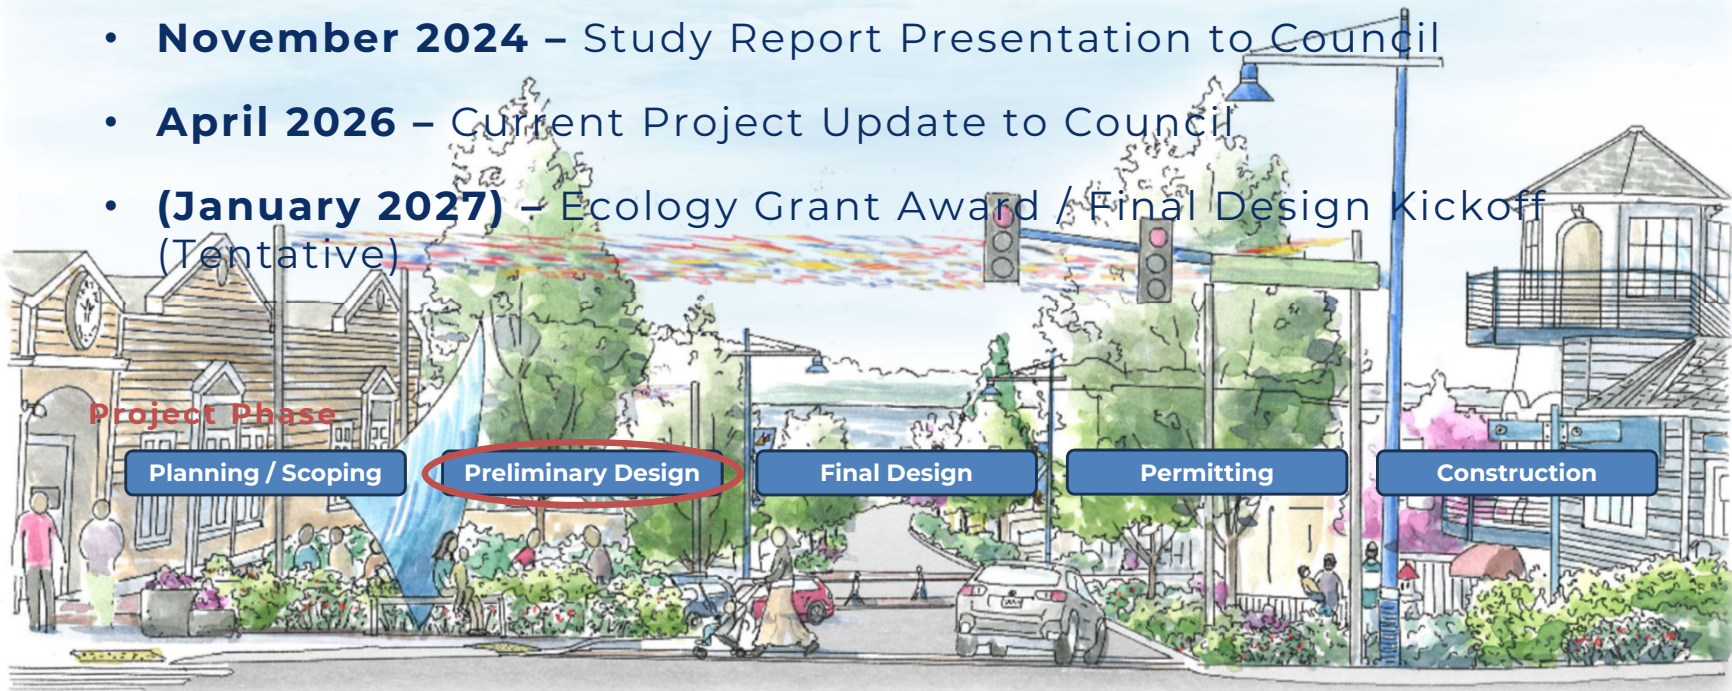 • November 2024 – Study Report Presentation to Council
• April 2026 – Current Project Update to Council
• (January 2027) – Ecology Grant Award / Final Design Kickoff
(Tentative)
Project Phase
Planning / Scoping
Preliminary Design
Final Design
Permitting
Construction